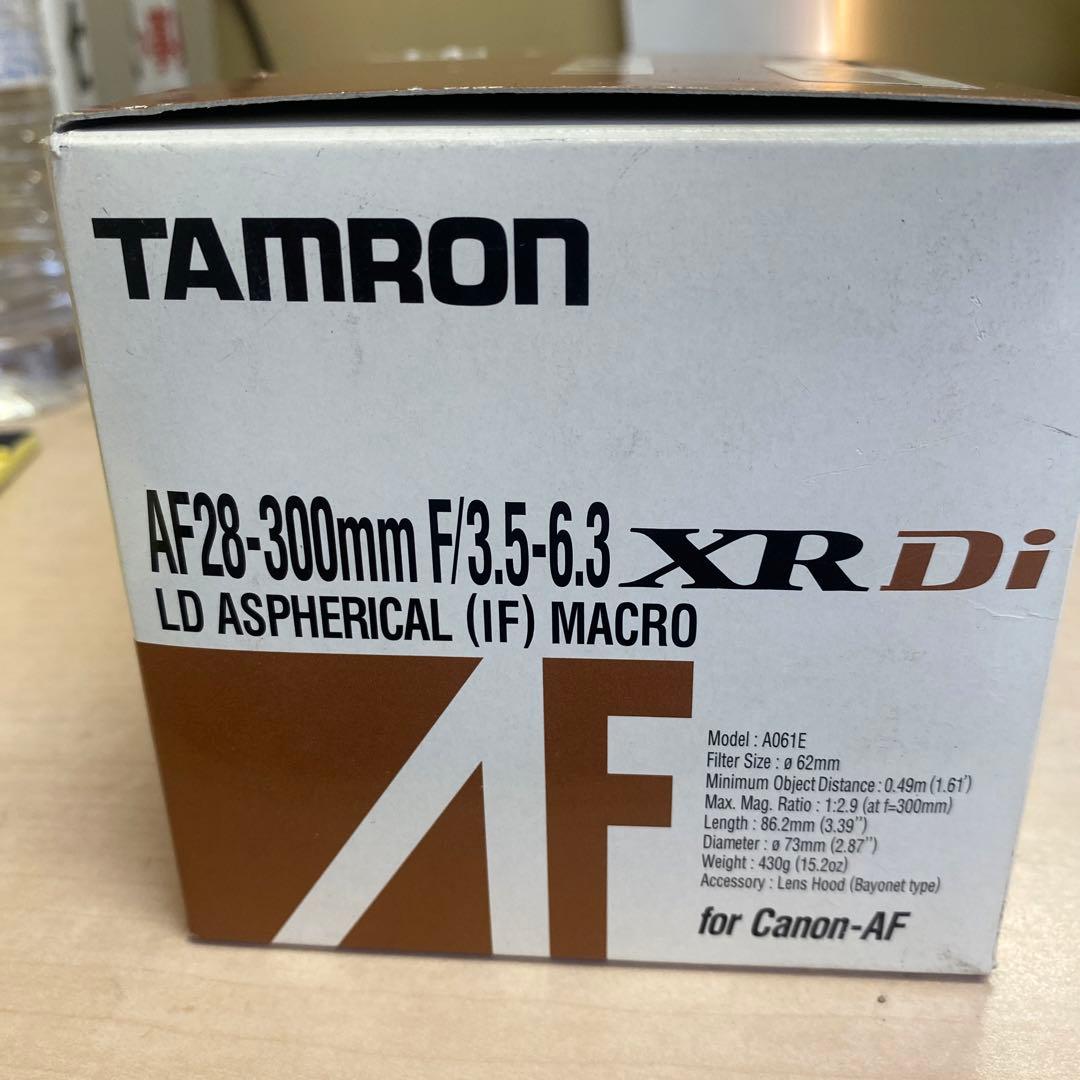 TAMRON
AF28-300mm F/3.5-6.3 XR Di
LD ASPHERICAL (IF) MACRO
AF
Model : A061E
Filter Size : ø 62mm
Minimum Object Distance : 0.49m (1.61')
Max. Mag. Ratio : 1:2.9 (at f=300mm)
Length : 86.2mm (3.39")
Diameter : ø 73mm (2.87")
Weight : 430g (15.2oz)
Accessory : Lens Hood (Bayonet type)
for Canon-AF